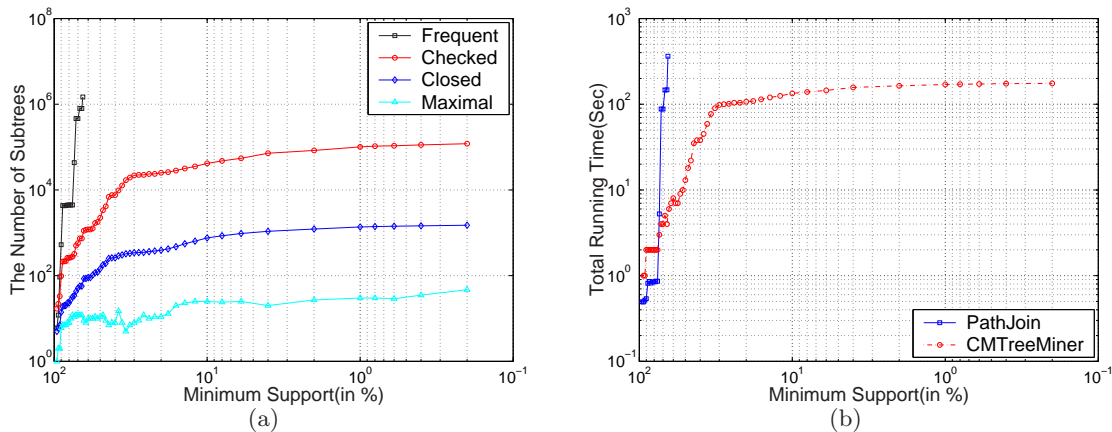 10^8
10^6
10^4
10^2
10^0
The Number of Subtrees
Frequent
Checked
Closed
Maximal
10^2
10^1
10^0
10^-1
Minimum Support(in %)
(a)
10^3
10^2
10^1
10^0
10^-1
Total Running Time(Sec)
PathJoin
CMTreeMiner
10^2
10^1
10^0
10^-1
Minimum Support(in %)
(b)